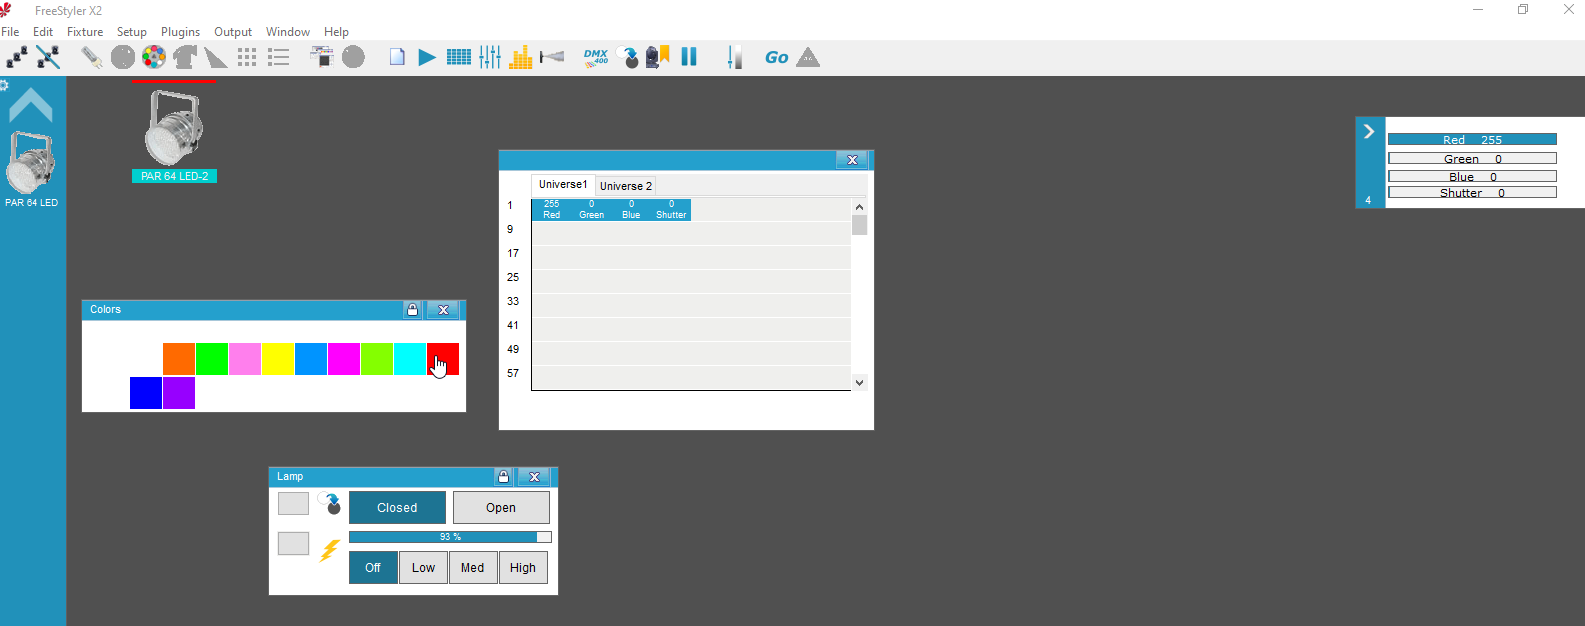 FreeStyler X2
File Edit Fixture Setup Plugins Output Window Help
DMX
400
Go
PAR 64 LED
PAR 64 LED-2
Colors
Universe1 Universe 2
1 255 0 0 0
Red Green Blue Shutter
9
17
25
33
41
49
57
Lamp
Closed Open
93 %
Off Low Med High
Red 255
Green 0
Blue 0
Shutter 0
4